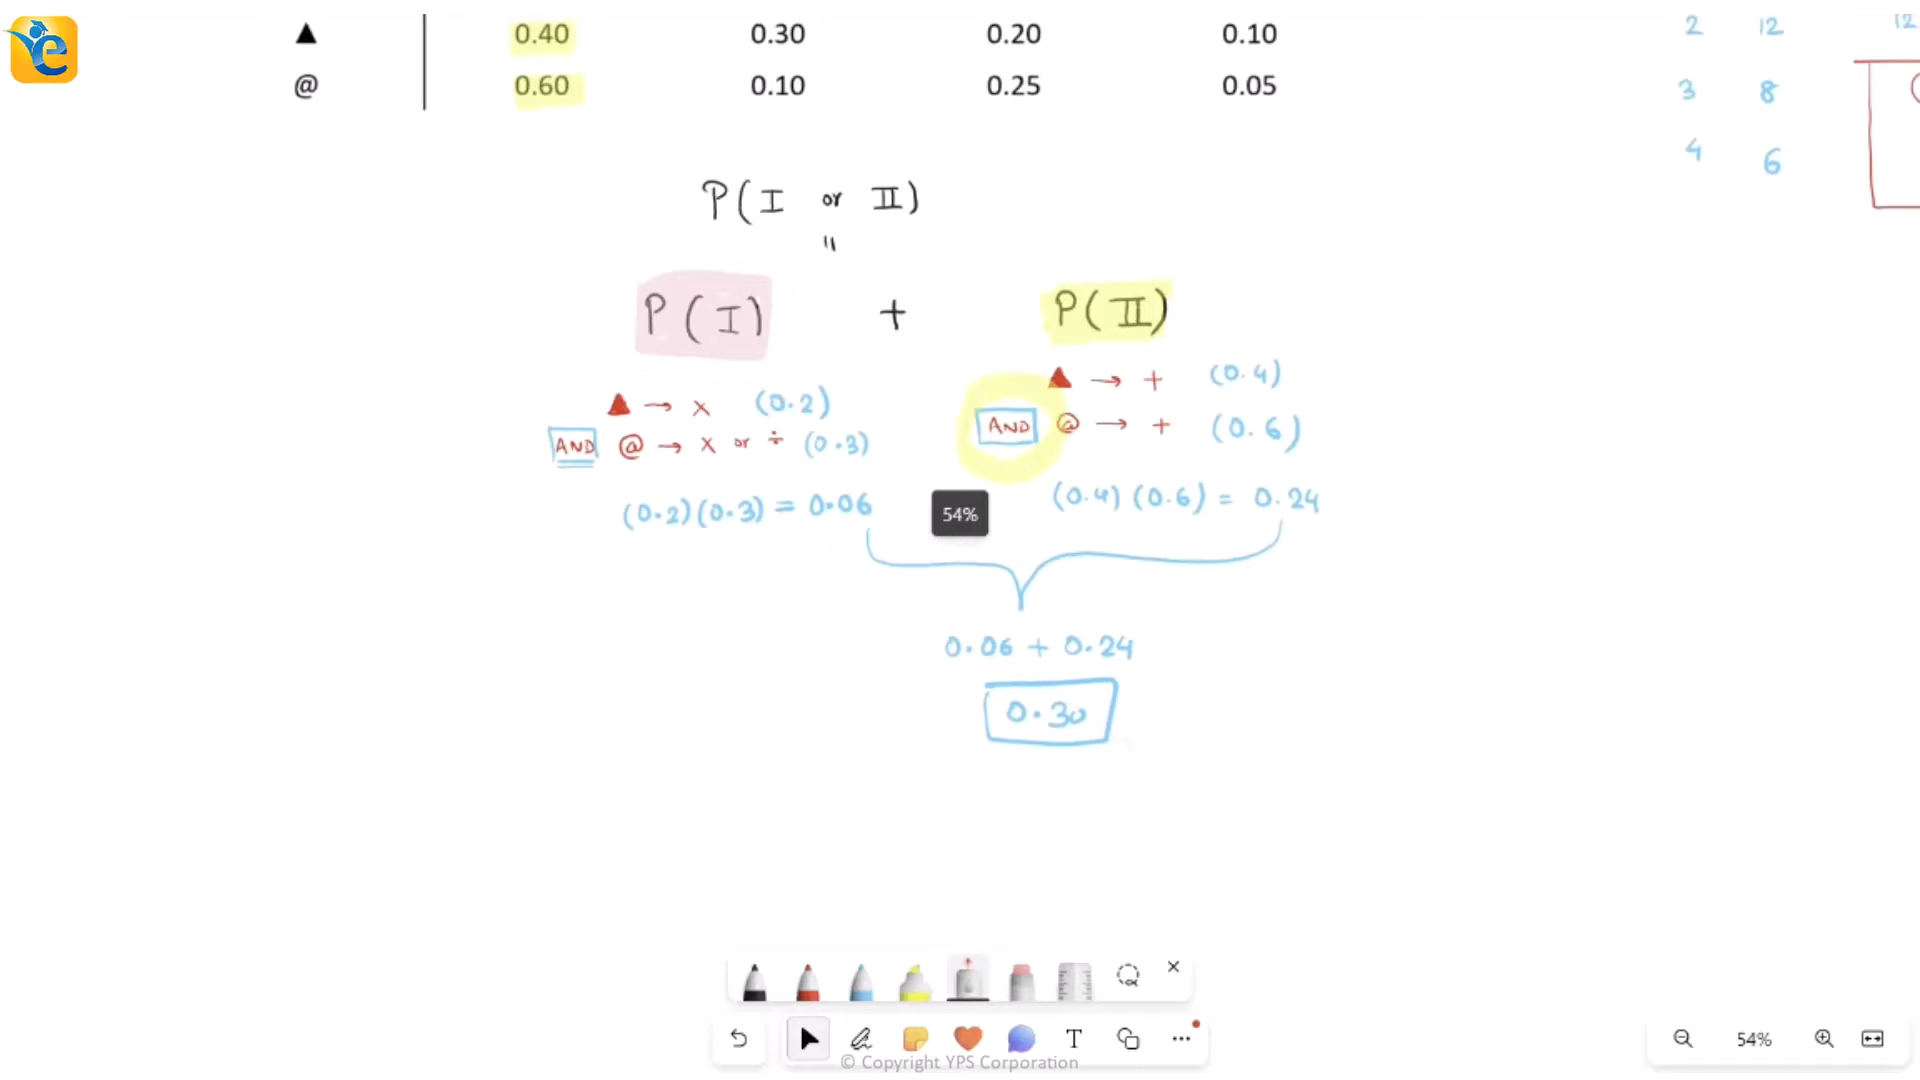 ▲ 0.40 0.30 0.20 0.10
@ 0.60 0.10 0.25 0.05
2 12 12
3 8
4 6
P(I or II)
"
P(I) + P(II)
▲ → × (0.2)
AND @ → × or ÷ (0.3)
(0.2)(0.3) = 0.06
▲ → + (0.4)
AND @ → + (0.6)
(0.4)(0.6) = 0.24
54%
0.06 + 0.24
0.30
T
54%
© Copyright YPS Corporation